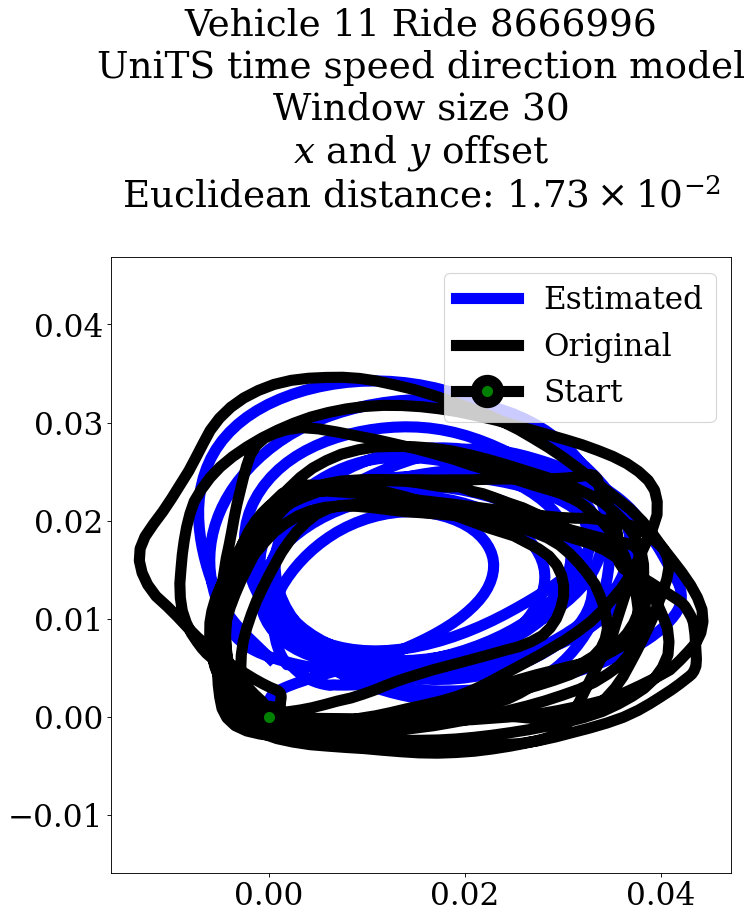 Vehicle 11 Ride 8666996
UniTS time speed direction model
Window size 30
x and y offset
Euclidean distance: 1.73 × 10⁻²
Estimated
Original
Start
0.04
0.03
0.02
0.01
0.00
−0.01
0.00 0.02 0.04